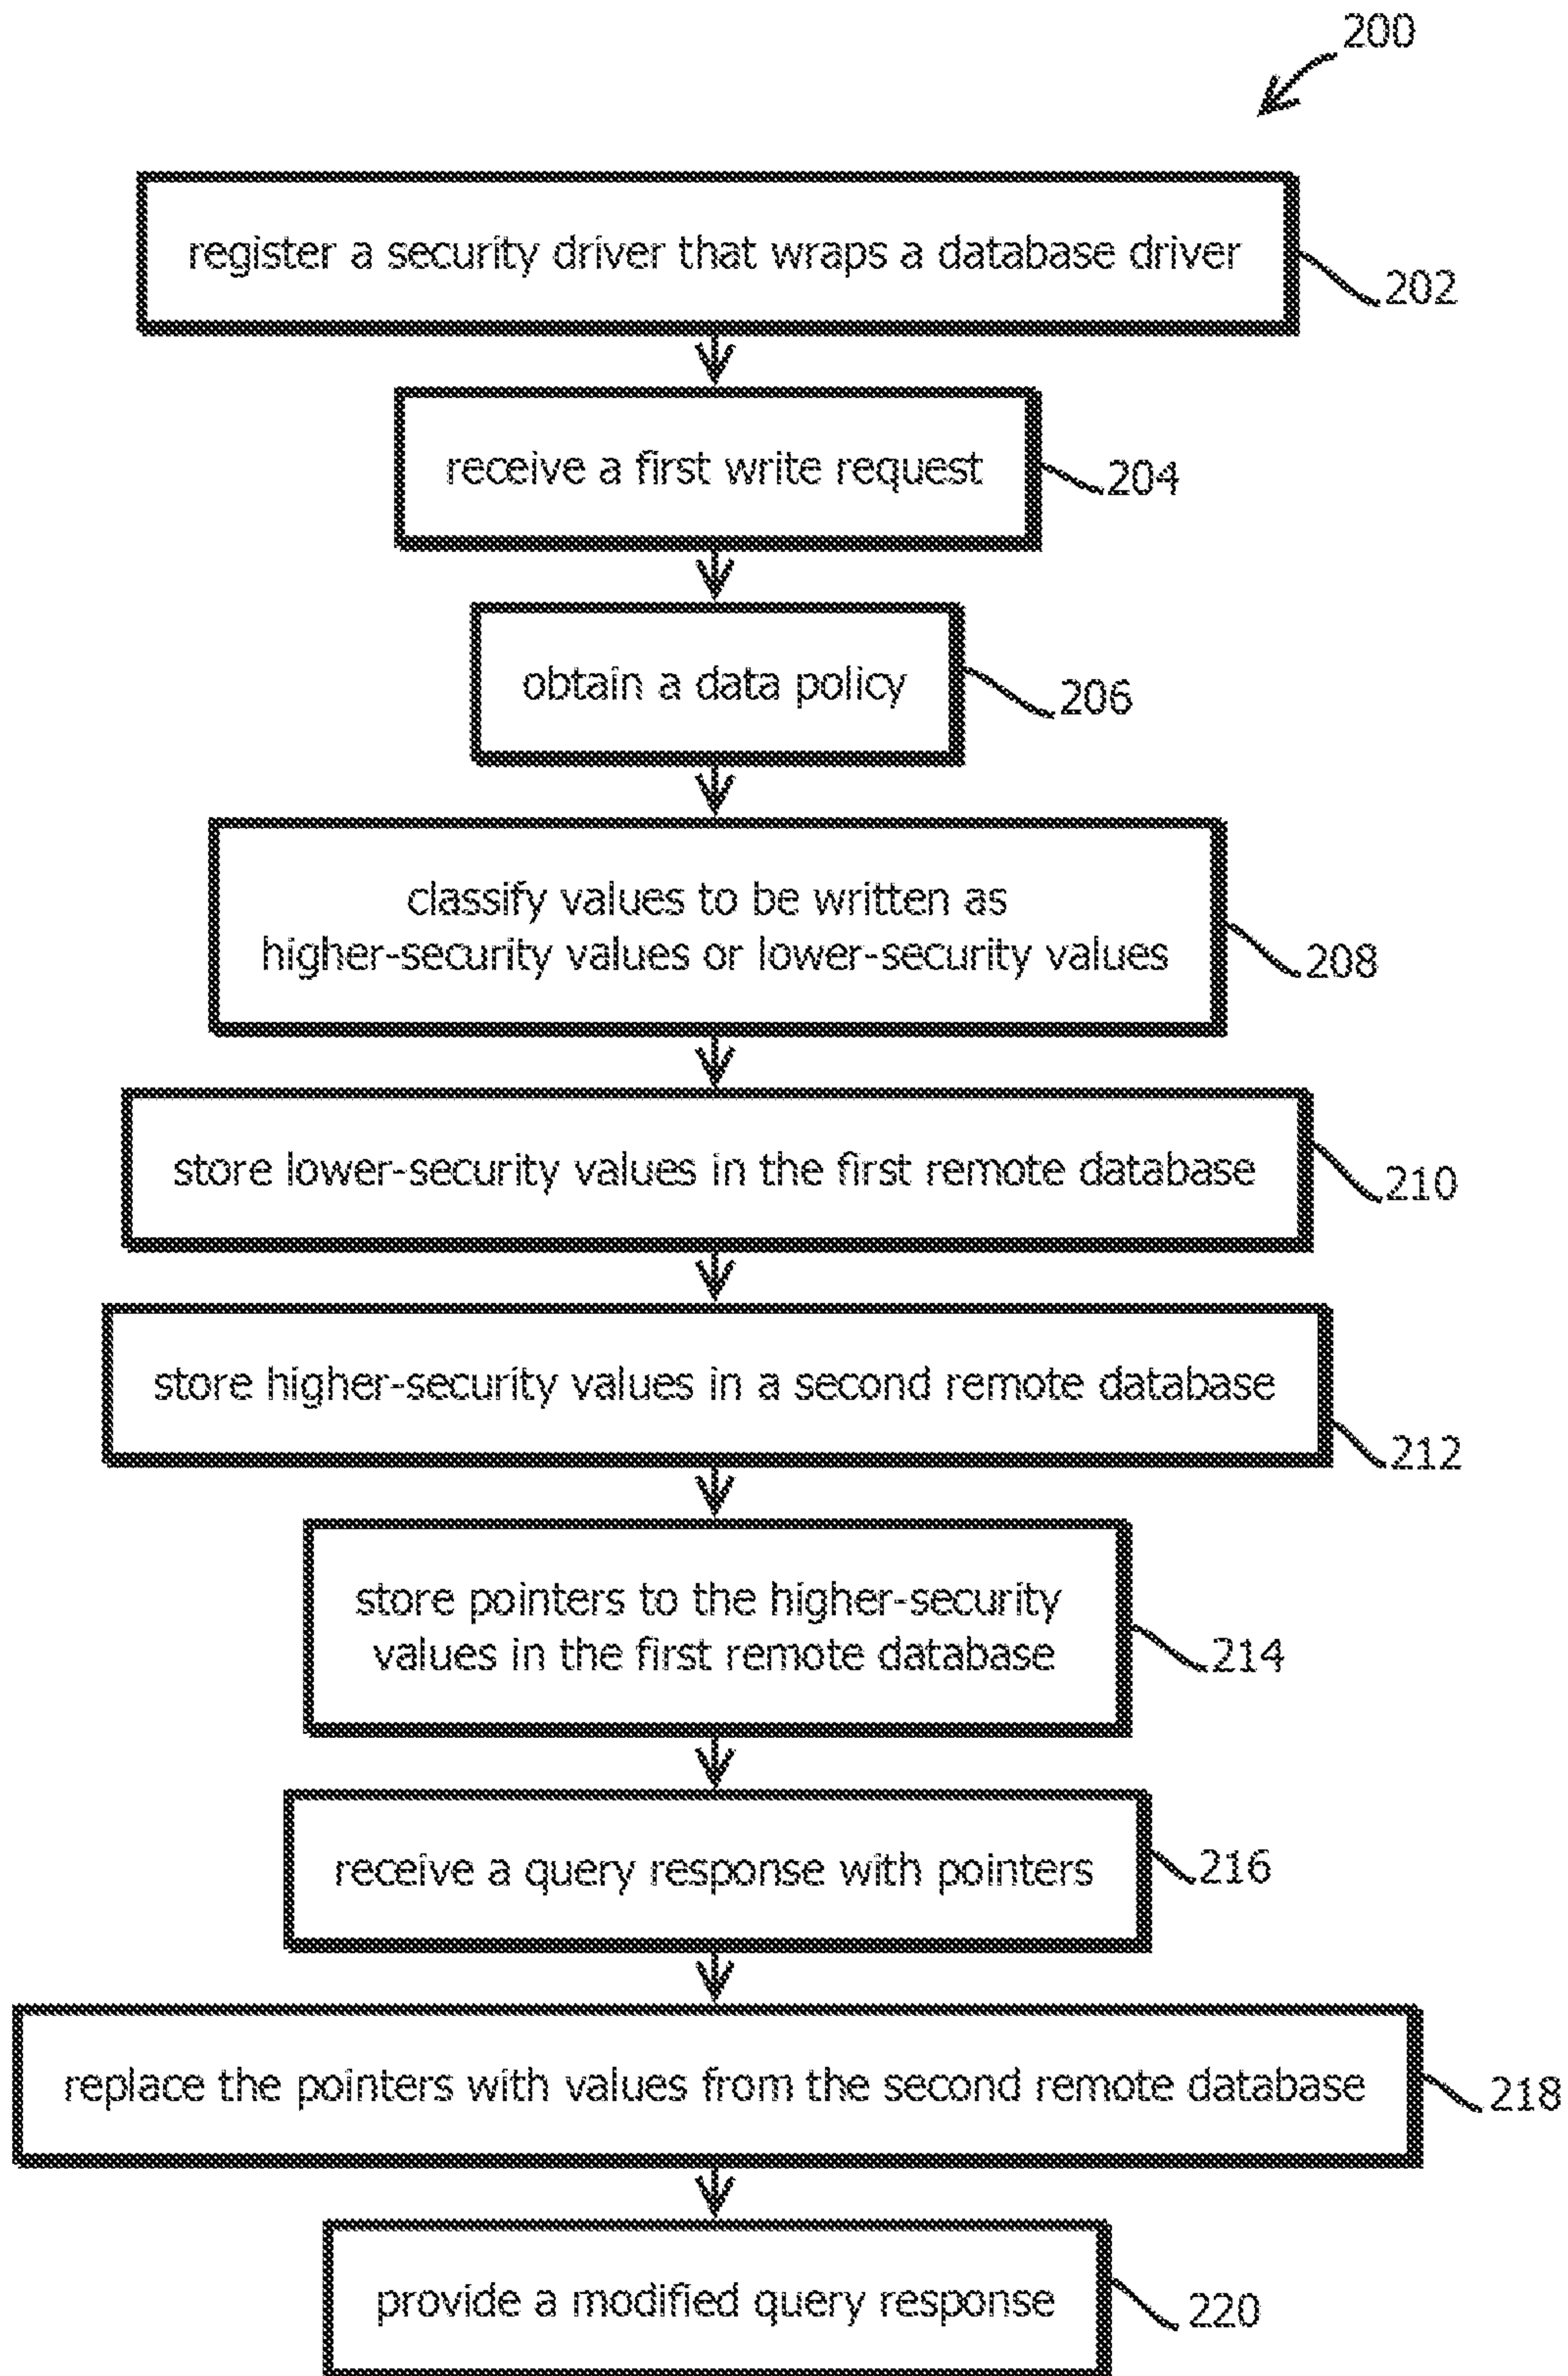 200
register a security driver that wraps a database driver
202
receive a first write request
204
obtain a data policy
206
classify values to be written as
higher-security values or lower-security values
208
store lower-security values in the first remote database
210
store higher-security values in a second remote database
212
store pointers to the higher-security
values in the first remote database
214
receive a query response with pointers
216
replace the pointers with values from the second remote database
218
provide a modified query response
220